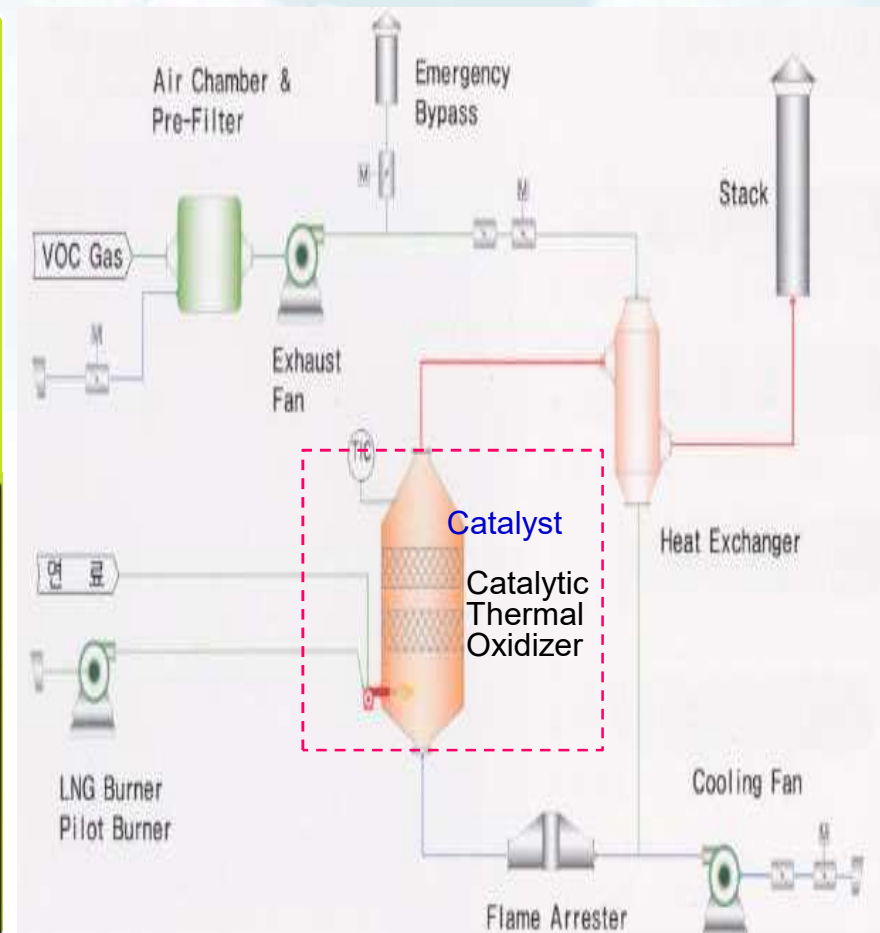 Air Chamber &
Pre-Filter
Emergency
Bypass
Stack
M
M
VOC Gas
M
Exhaust
Fan
TIC
Catalyst
Heat Exchanger
연 료
Catalytic
Thermal
Oxidizer
LNG Burner
Pilot Burner
Cooling Fan
M
Flame Arrester